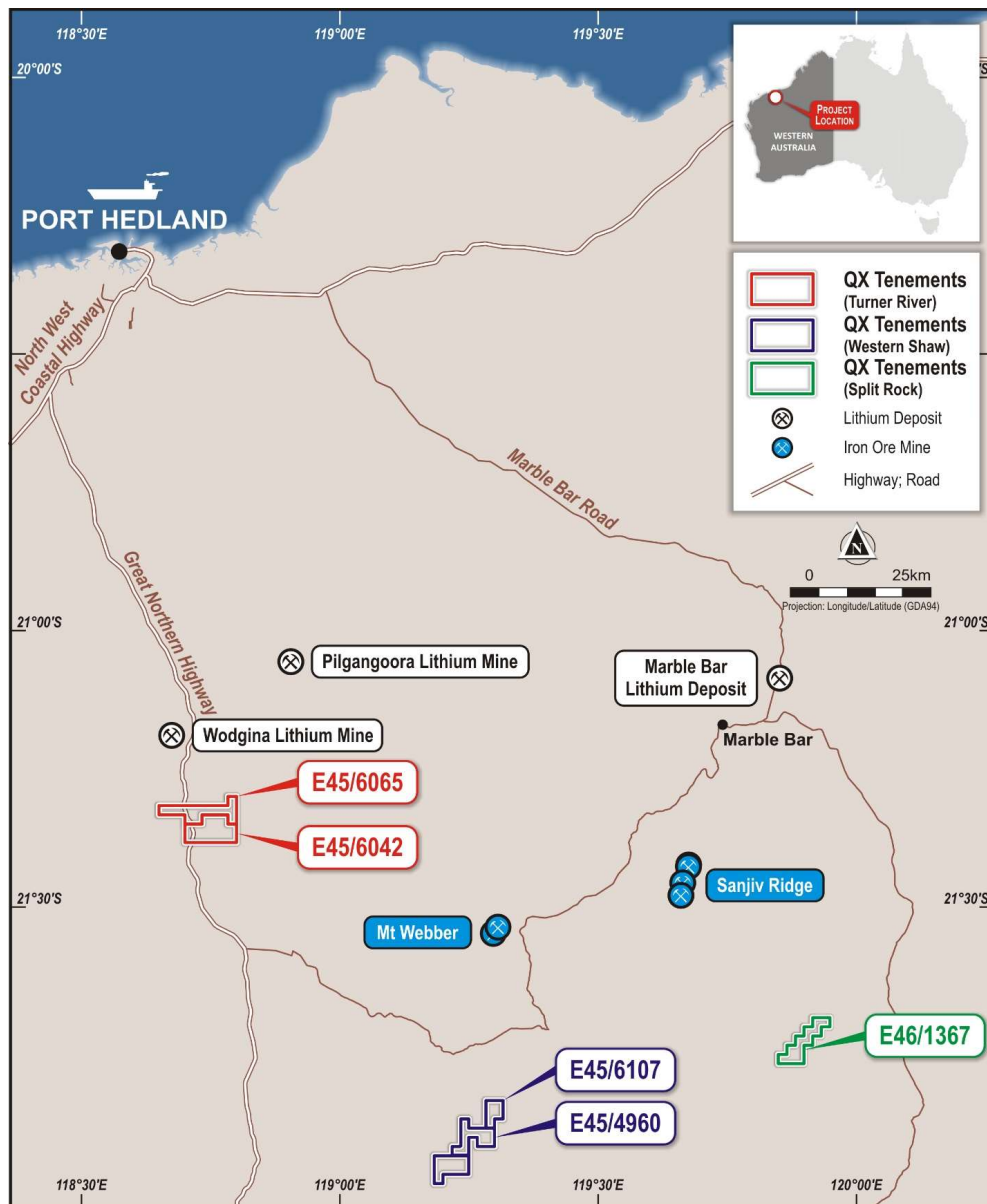 118°30'E
119°00'E
119°30'E
20°00'S
PROJECT
LOCATION
WESTERN
AUSTRALIA
PORT HEDLAND
North West
Coastal Highway
QX Tenements
(Turner River)
QX Tenements
(Western Shaw)
QX Tenements
(Split Rock)
Lithium Deposit
Iron Ore Mine
Highway; Road
Marble Bar Road
Great Northern Highway
N
0 25km
Projection: Longitude/Latitude (GDA94)
21°00'S
21°00'S
Pilgangoora Lithium Mine
Marble Bar
Lithium Deposit
Wodgina Lithium Mine
Marble Bar
E45/6065
E45/6042
Sanjiv Ridge
21°30'S
21°30'S
Mt Webber
E46/1367
E45/6107
E45/4960
118°30'E
119°00'E
119°30'E
120°00'E